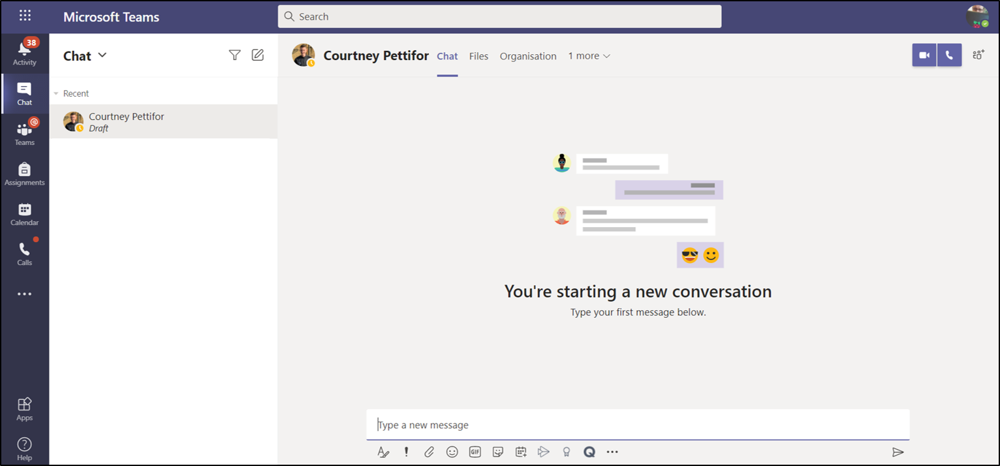 Microsoft Teams
Search
38
Activity
Chat
Teams
Assignments
Calendar
Calls
Apps
Help
Chat
Recent
Courtney Pettifor
Draft
Courtney Pettifor Chat Files Organisation 1 more
You're starting a new conversation
Type your first message below.
Type a new message
GIF